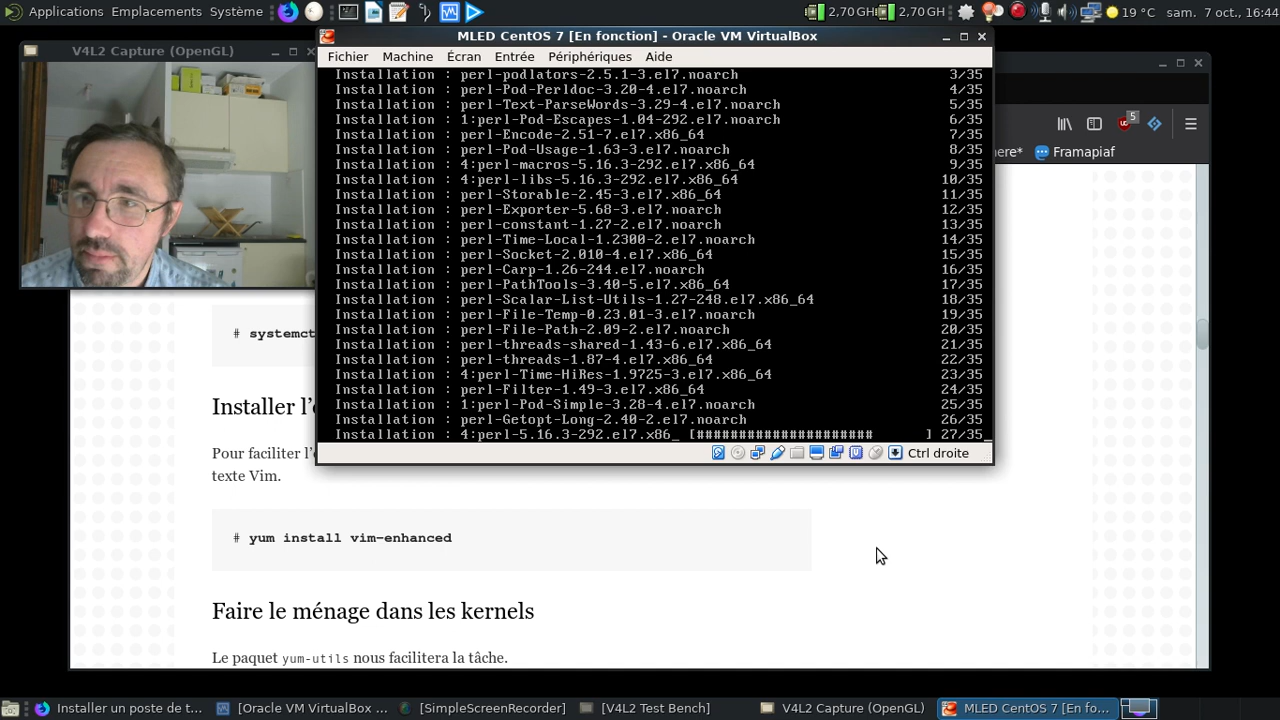 Applications Emplacements Système
2,70 GH 2,70 GH 19 °C sam. 7 oct., 16:44
V4L2 Capture (OpenGL)
MLED CentOS 7 [En fonction] - Oracle VM VirtualBox
Fichier Machine Écran Entrée Périphériques Aide
Installation : perl-podlators-2.5.1-3.el7.noarch 3/35
Installation : perl-Pod-Perldoc-3.20-4.el7.noarch 4/35
Installation : perl-Text-ParseWords-3.29-4.el7.noarch 5/35
Installation : 1:perl-Pod-Escapes-1.04-292.el7.noarch 6/35
Installation : perl-Encode-2.51-7.el7.x86_64 7/35
Installation : perl-Pod-Usage-1.63-3.el7.noarch 8/35
Installation : 4:perl-macros-5.16.3-292.el7.x86_64 9/35
Installation : 4:perl-libs-5.16.3-292.el7.x86_64 10/35
Installation : perl-Storable-2.45-3.el7.x86_64 11/35
Installation : perl-Exporter-5.68-3.el7.noarch 12/35
Installation : perl-constant-1.27-2.el7.noarch 13/35
Installation : perl-Time-Local-1.2300-2.el7.noarch 14/35
Installation : perl-Socket-2.010-4.el7.x86_64 15/35
Installation : perl-Carp-1.26-244.el7.noarch 16/35
Installation : perl-PathTools-3.40-5.el7.x86_64 17/35
Installation : perl-Scalar-List-Utils-1.27-248.el7.x86_64 18/35
Installation : perl-File-Temp-0.23.01-3.el7.noarch 19/35
Installation : perl-File-Path-2.09-2.el7.noarch 20/35
Installation : perl-threads-shared-1.43-6.el7.x86_64 21/35
Installation : perl-threads-1.87-4.el7.x86_64 22/35
Installation : 4:perl-Time-HiRes-1.9725-3.el7.x86_64 23/35
Installation : perl-Filter-1.49-3.el7.x86_64 24/35
Installation : 1:perl-Pod-Simple-3.28-4.el7.noarch 25/35
Installation : perl-Getopt-Long-2.40-2.el7.noarch 26/35
Installation : 4:perl-5.16.3-292.el7.x86_ [##################### ] 27/35_
Ctrl droite
5
here* Framapiaf
# systemct
Installer l’
Pour faciliter l’
texte Vim.
# yum install vim-enhanced
Faire le ménage dans les kernels
Le paquet yum-utils nous facilitera la tâche.
Installer un poste de t... [Oracle VM VirtualBox ... [SimpleScreenRecorder] [V4L2 Test Bench] V4L2 Capture (OpenGL) MLED CentOS 7 [En fo...